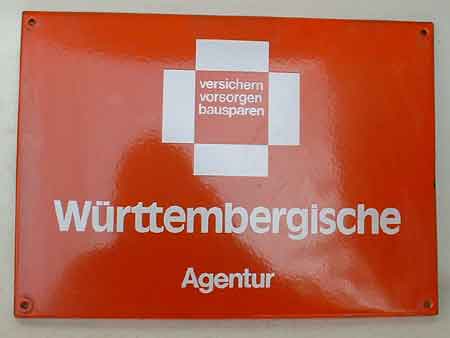 versichern
vorsorgen
bausparen
Württembergische
Agentur